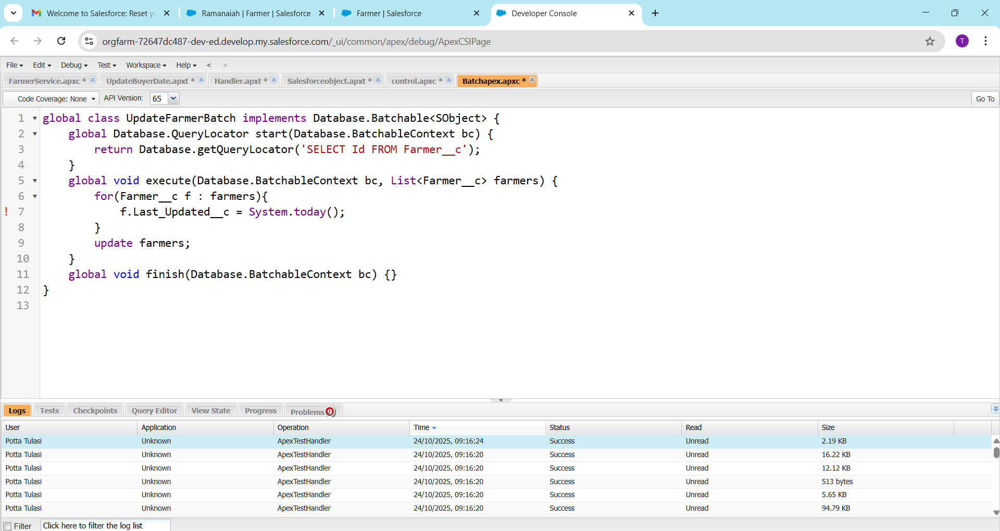 Welcome to Salesforce: Reset yo
Ramanaiah | Farmer | Salesforce
Farmer | Salesforce
Developer Console
orgfarm-72647dc487-dev-ed.develop.my.salesforce.com/_ui/common/apex/debug/ApexCSIPage
T
File Edit Debug Test Workspace Help < >
FarmerService.apxc * UpdateBuyerDate.apxt * Handler.apxt * Salesforceobject.apxt * control.apxc * Batchapex.apxc *
Code Coverage: None API Version: 65 Go To
1 global class UpdateFarmerBatch implements Database.Batchable<SObject> {
2 global Database.QueryLocator start(Database.BatchableContext bc) {
3 return Database.getQueryLocator('SELECT Id FROM Farmer__c');
4 }
5 global void execute(Database.BatchableContext bc, List<Farmer__c> farmers) {
6 for(Farmer__c f : farmers){
! 7 f.Last_Updated__c = System.today();
8 }
9 update farmers;
10 }
11 global void finish(Database.BatchableContext bc) {}
12 }
13
Logs Tests Checkpoints Query Editor View State Progress Problems 9
User Application Operation Time Status Read Size
Potta Tulasi Unknown ApexTestHandler 24/10/2025, 09:16:24 Success Unread 2.19 KB
Potta Tulasi Unknown ApexTestHandler 24/10/2025, 09:16:20 Success Unread 16.22 KB
Potta Tulasi Unknown ApexTestHandler 24/10/2025, 09:16:20 Success Unread 12.12 KB
Potta Tulasi Unknown ApexTestHandler 24/10/2025, 09:16:20 Success Unread 513 bytes
Potta Tulasi Unknown ApexTestHandler 24/10/2025, 09:16:20 Success Unread 5.65 KB
Potta Tulasi Unknown ApexTestHandler 24/10/2025, 09:16:20 Success Unread 94.79 KB
Filter Click here to filter the log list